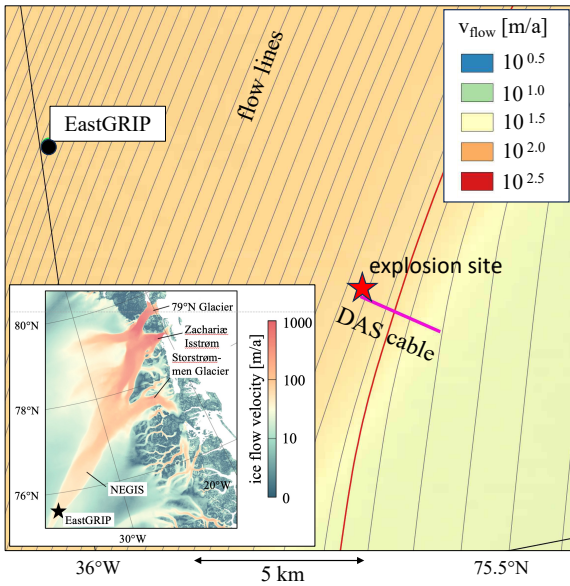 v_flow [m/a]
10^0.5
10^1.0
10^1.5
10^2.0
10^2.5
flow lines
EastGRIP
explosion site
DAS cable
79°N Glacier
Zachariæ
Isstrøm
Storstrøm-
men Glacier
80°N
78°N
76°N
NEGIS
EastGRIP
20°W
30°W
1000
100
10
0
ice flow velocity [m/a]
36°W
5 km
75.5°N